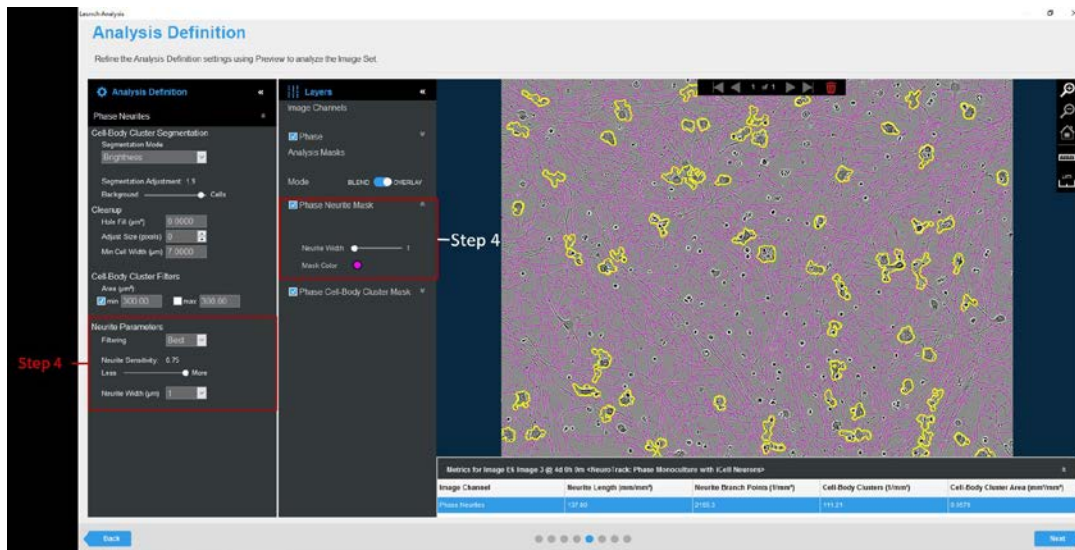 Launch Analysis
Analysis Definition
Refine the Analysis Definition settings using Preview to analyze the Image Set.
Analysis Definition
Phase Neurites
Cell-Body Cluster Segmentation
Segmentation Mode
Brightness
Segmentation Adjustment 1.9
Background Cells
Cleanup
Hole Fill (µm²) 0.0000
Adjust Size (pixels) 0
Min Cell Width (µm) 7.0000
Cell-Body Cluster Filters
Area (µm²)
min 300.00 max 300.00
Neurite Parameters
Filtering Best
Neurite Sensitivity 0.75
Less More
Neurite Width (µm) 1
Step 4
Layers
Image Channels
Phase
Analysis Masks
Mode BLEND OVERLAY
Phase Neurite Mask
Neurite Width 1
Mask Color
Phase Cell-Body Cluster Mask
Step 4
1 of 1
Metrics for Image E6 Image 3 @ 4d 0h 0m <NeuroTrack: Phase Monoculture with iCell Neurons>
Image Channel Neurite Length (mm/mm²) Neurite Branch Points (1/mm²) Cell-Body Clusters (1/mm²) Cell-Body Cluster Area (mm²/mm²)
Phase Neurites 111.21
Back
Next